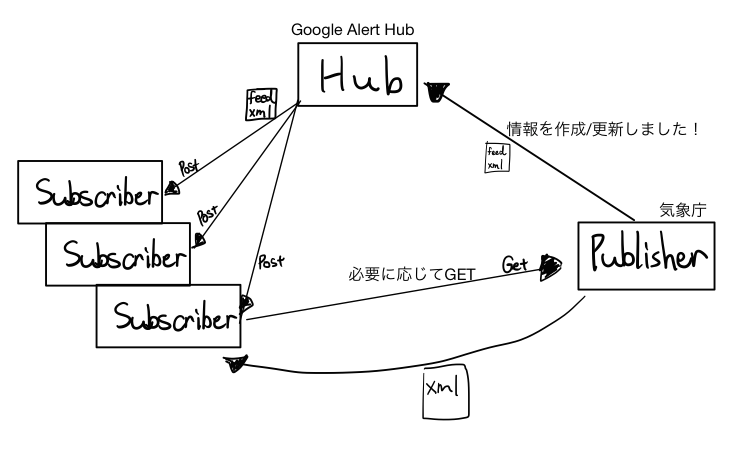 Google Alert Hub
Hub
feed
xml
情報を作成/更新しました！
feed
xml
Post
Subscriber
気象庁
Post
Subscriber
Publisher
Post
必要に応じてGET
Get
Subscriber
xml